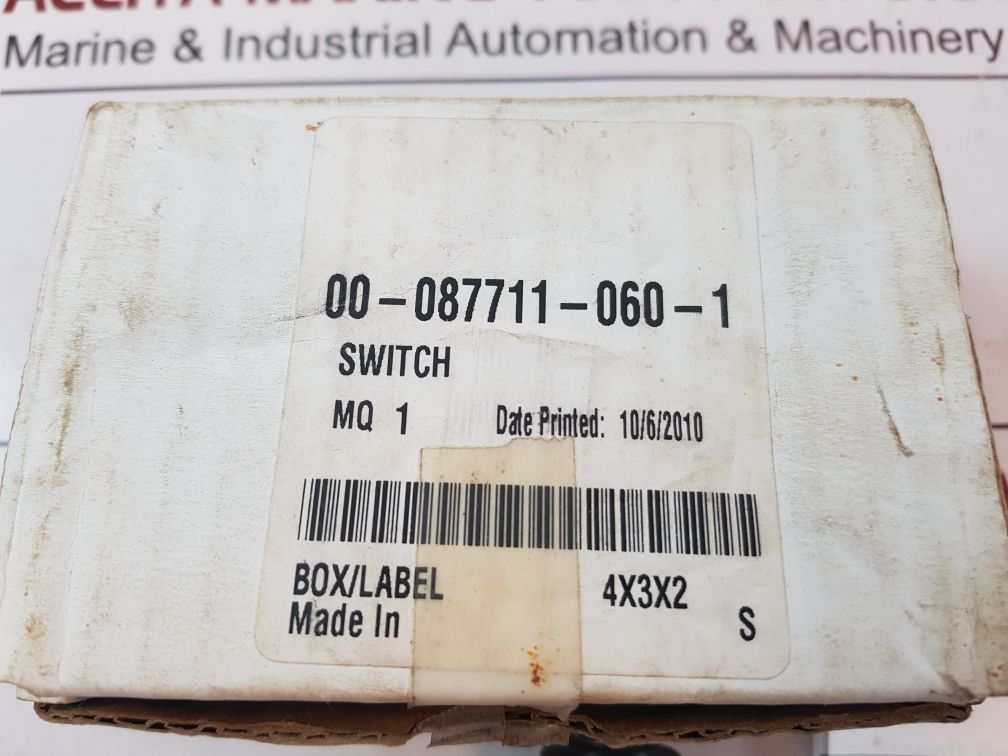 Marine & Industrial Automation & Machinery
00-087711-060-1
SWITCH
MQ 1 Date Printed: 10/6/2010
BOX/LABEL 4X3X2
Made In S